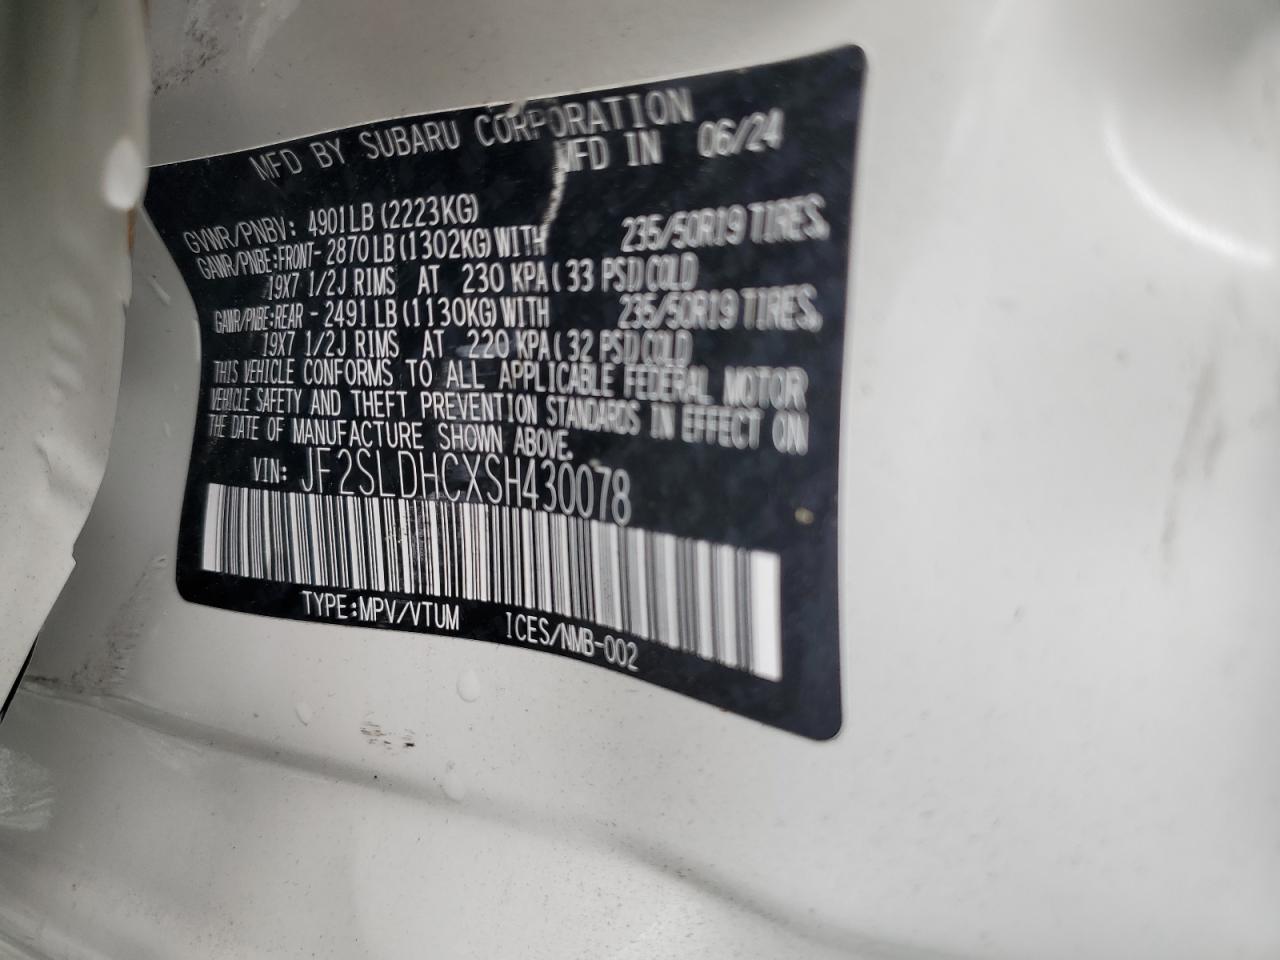 MFD BY SUBARU CORPORATION
MFD IN 06/24
GVWR/PNBV: 4901LB (2223KG)
GAWR/PNBE:FRONT- 2870LB (1302KG) WITH 235/50R19 TIRES,
19X7 1/2J RIMS AT 230 KPA (33 PSI) COLD
GAWR/PNBE:REAR - 2491LB (1130KG) WITH 235/50R19 TIRES,
19X7 1/2J RIMS AT 220 KPA (32 PSI) COLD
THIS VEHICLE CONFORMS TO ALL APPLICABLE FEDERAL MOTOR
VEHICLE SAFETY AND THEFT PREVENTION STANDARDS IN EFFECT ON
THE DATE OF MANUFACTURE SHOWN ABOVE.
VIN: JF2SLDHCXSH430078
TYPE:MPV/VTUM ICES/NMB-002